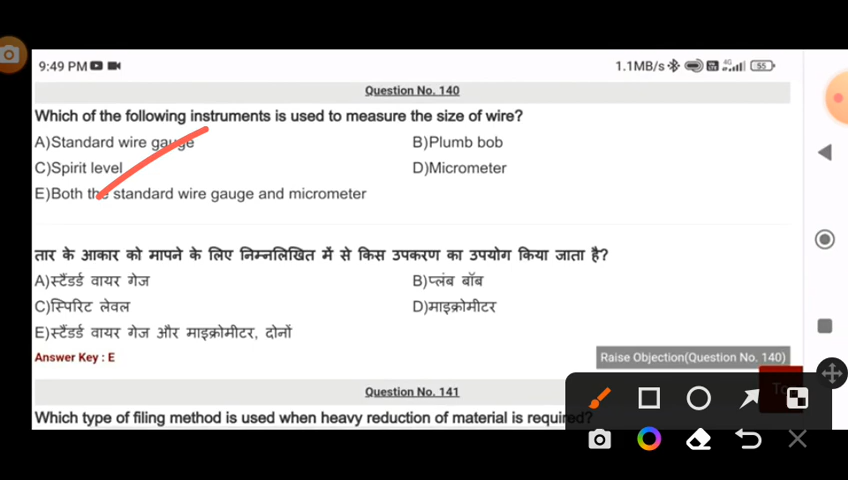 9:49 PM 1.1MB/s 4G 55
Question No. 140
Which of the following instruments is used to measure the size of wire?
A)Standard wire gauge B)Plumb bob
C)Spirit level D)Micrometer
E)Both the standard wire gauge and micrometer
तार के आकार को मापने के लिए निम्नलिखित में से किस उपकरण का उपयोग किया जाता है?
A)स्टैंडर्ड वायर गेज B)प्लंब बॉब
C)स्पिरिट लेवल D)माइक्रोमीटर
E)स्टैंडर्ड वायर गेज और माइक्रोमीटर, दोनों
Answer Key : E Raise Objection(Question No. 140)
To
Question No. 141
Which type of filing method is used when heavy reduction of material is required?